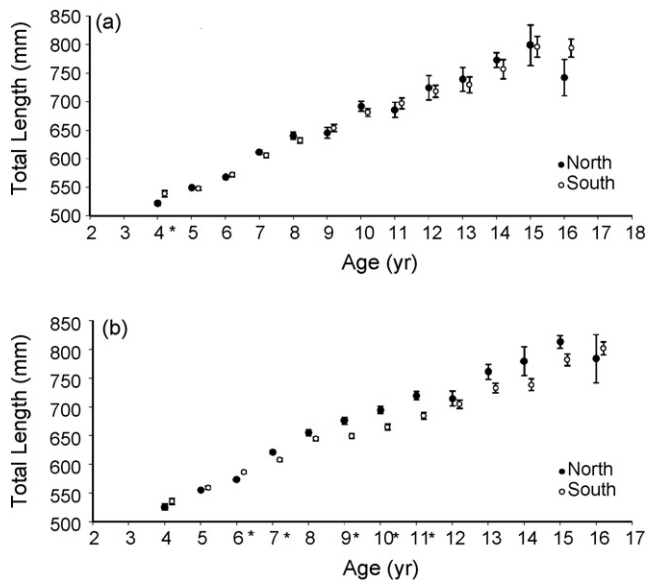 (a)
Total Length (mm)
850
800
750
700
650
600
550
500
North
South
2 3 4 * 5 6 7 8 9 10 11 12 13 14 15 16 17 18
Age (yr)
(b)
Total Length (mm)
850
800
750
700
650
600
550
500
North
South
2 3 4 5 6 * 7 * 8 9 * 10 * 11 * 12 13 14 15 16 17
Age (yr)